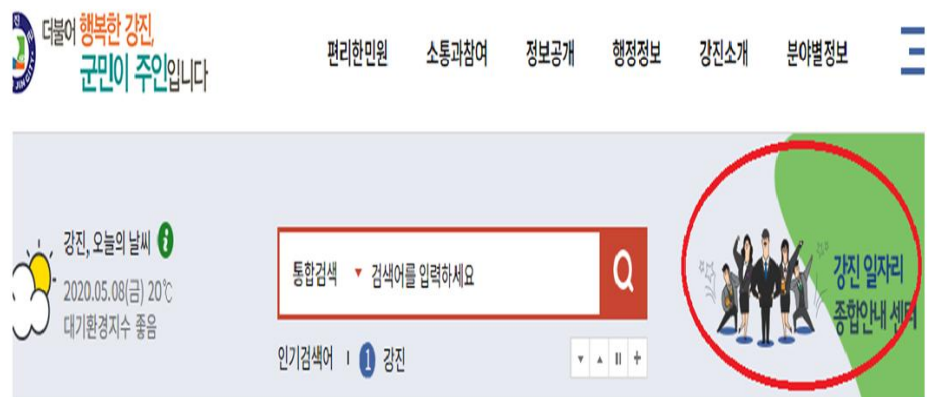 더불어 행복한 강진,
군민이 주인입니다
편리한민원 소통과참여 정보공개 행정정보 강진소개 분야별정보
강진, 오늘의 날씨 i
2020.05.08(금) 20℃
대기환경지수 좋음
통합검색 ▼ 검색어를 입력하세요
인기검색어 1 강진
강진 일자리
종합안내 센터